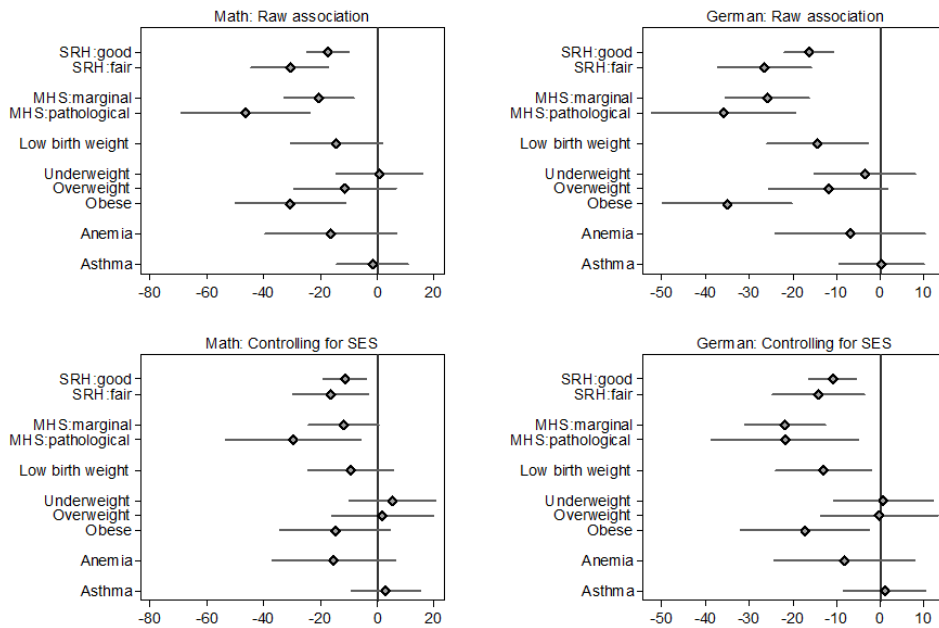 Math: Raw association
SRH:good
SRH:fair
MHS:marginal
MHS:pathological
Low birth weight
Underweight
Overweight
Obese
Anemia
Asthma
-80 -60 -40 -20 0 20
German: Raw association
SRH:good
SRH:fair
MHS:marginal
MHS:pathological
Low birth weight
Underweight
Overweight
Obese
Anemia
Asthma
-50 -40 -30 -20 -10 0 10
Math: Controlling for SES
SRH:good
SRH:fair
MHS:marginal
MHS:pathological
Low birth weight
Underweight
Overweight
Obese
Anemia
Asthma
-80 -60 -40 -20 0 20
German: Controlling for SES
SRH:good
SRH:fair
MHS:marginal
MHS:pathological
Low birth weight
Underweight
Overweight
Obese
Anemia
Asthma
-50 -40 -30 -20 -10 0 10